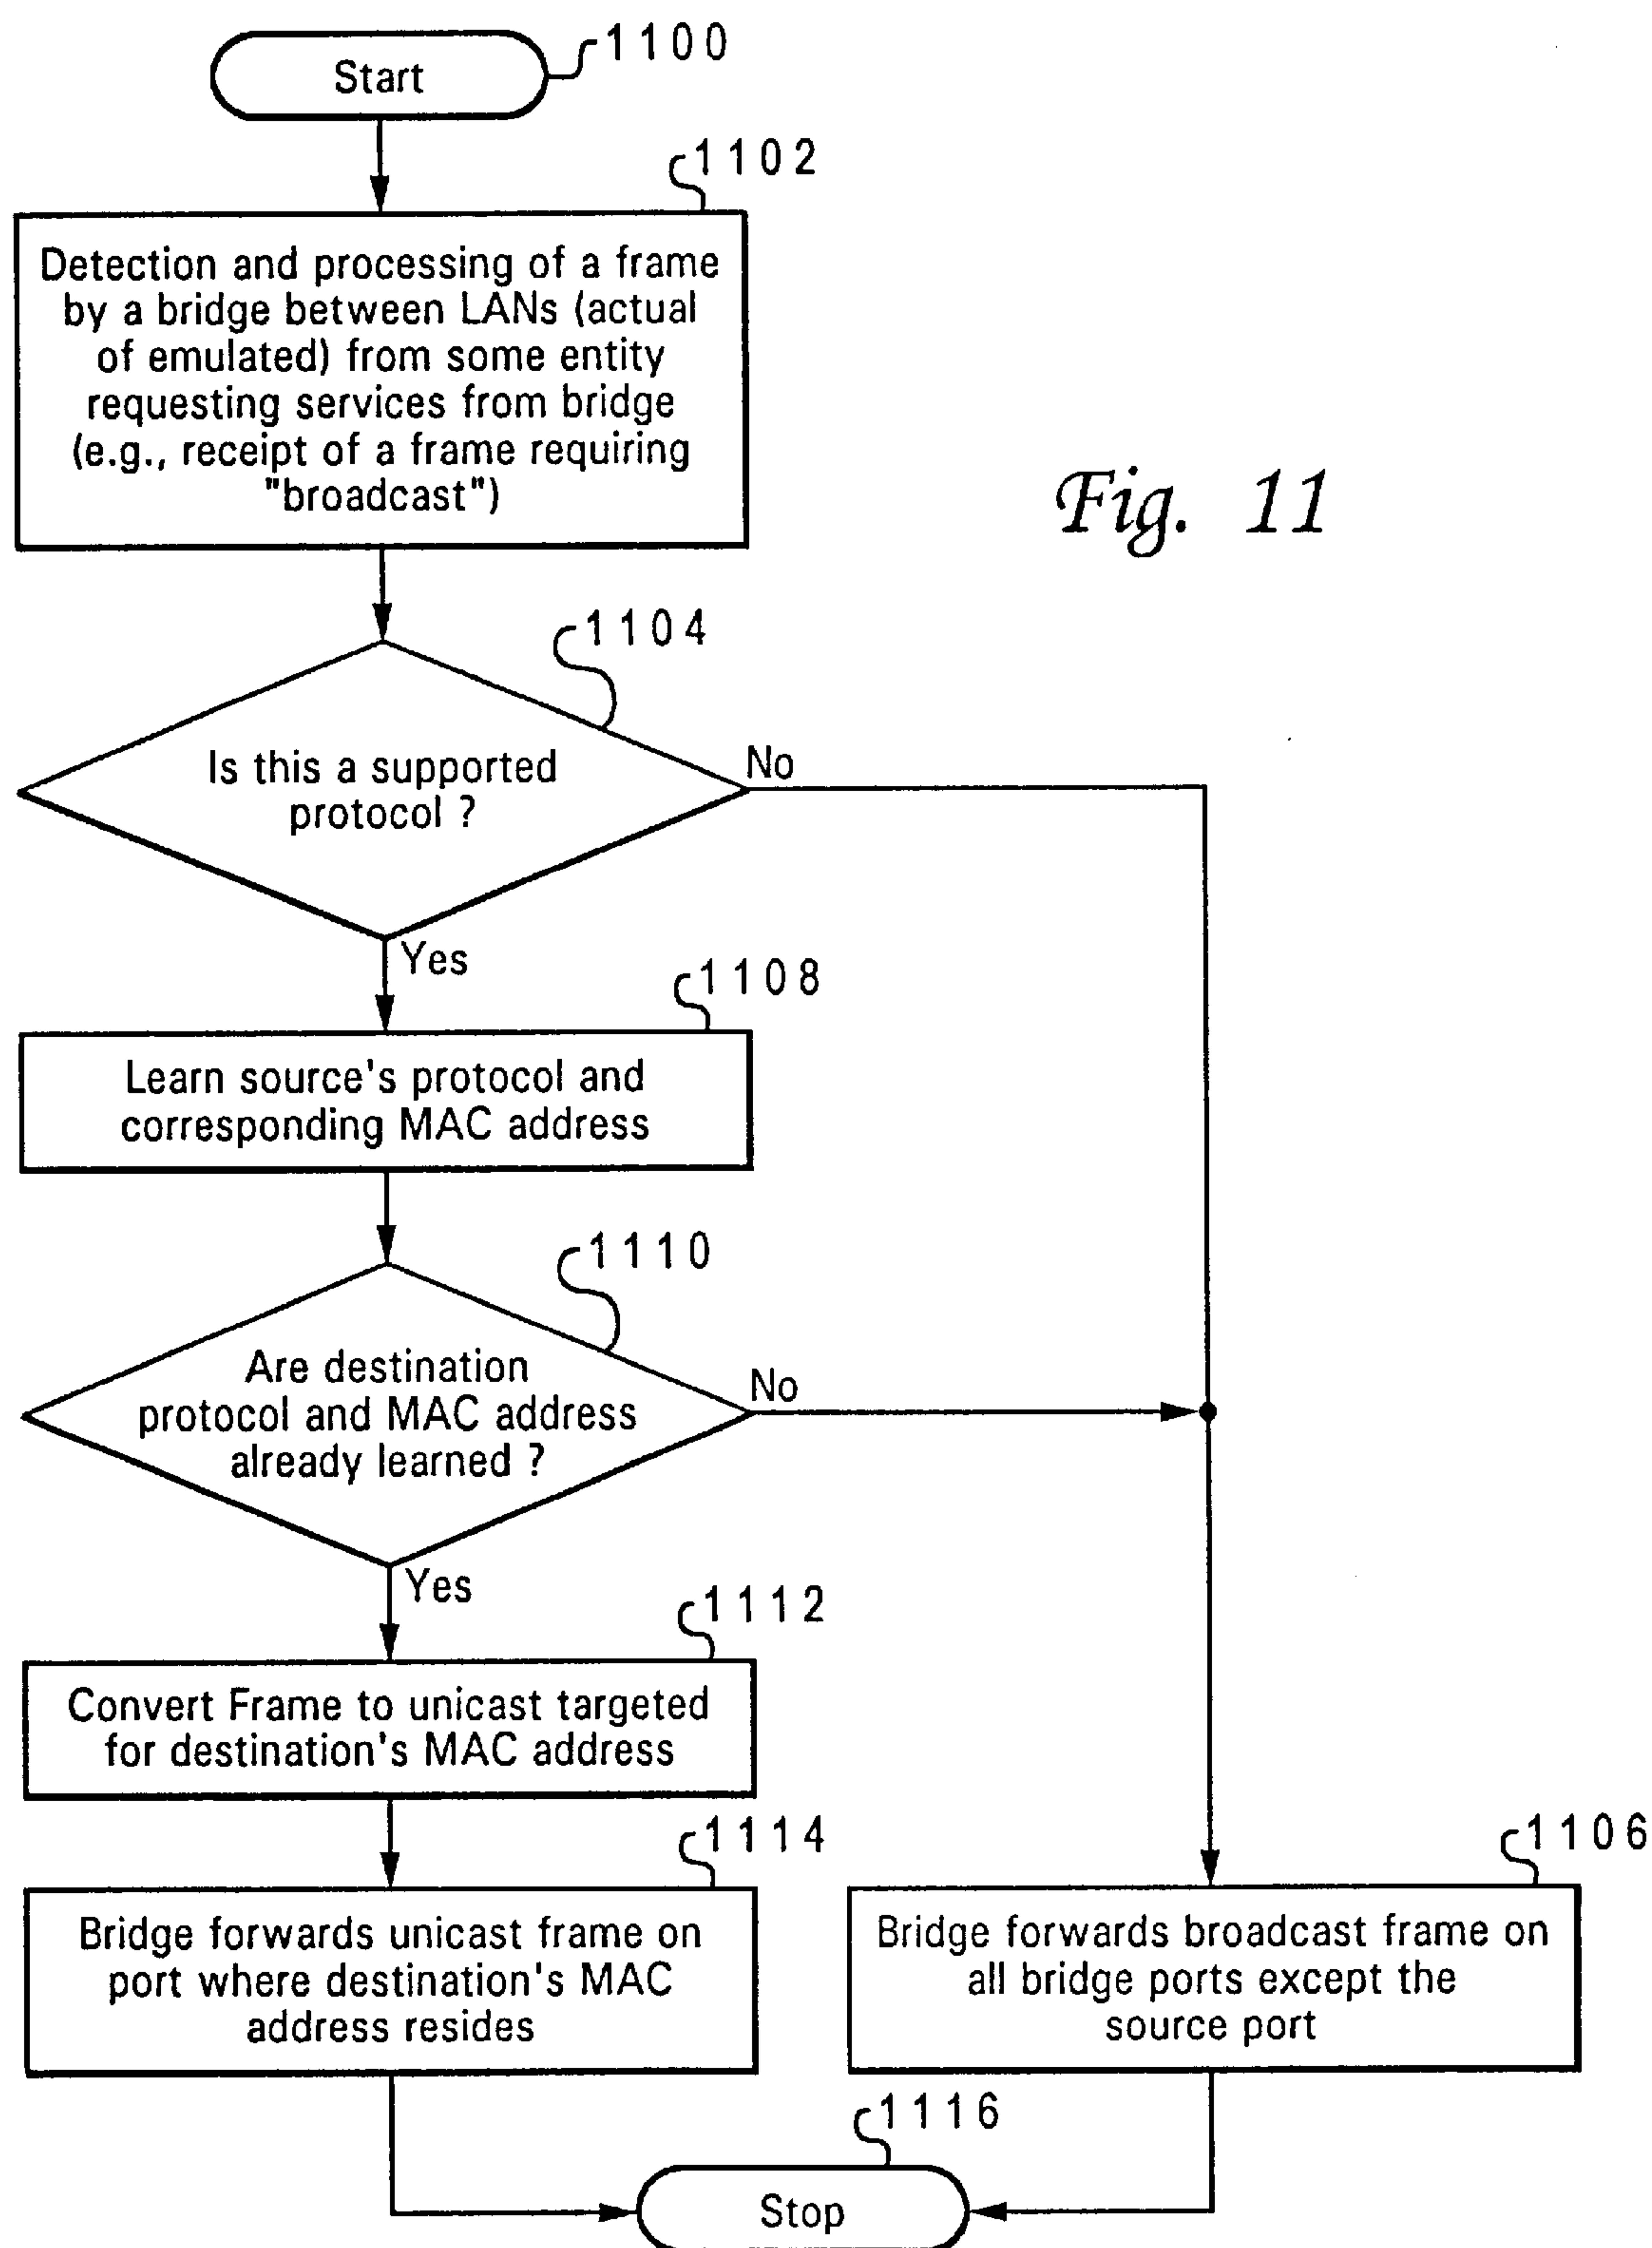 1100
Start
1102
Detection and processing of a frame
by a bridge between LANs (actual
of emulated) from some entity
requesting services from bridge
(e.g., receipt of a frame requiring
"broadcast")
Fig. 11
1104
Is this a supported
protocol ?
No
Yes
1108
Learn source's protocol and
corresponding MAC address
1110
Are destination
protocol and MAC address
already learned ?
No
Yes
1112
Convert Frame to unicast targeted
for destination's MAC address
1114
Bridge forwards unicast frame on
port where destination's MAC
address resides
1106
Bridge forwards broadcast frame on
all bridge ports except the
source port
1116
Stop